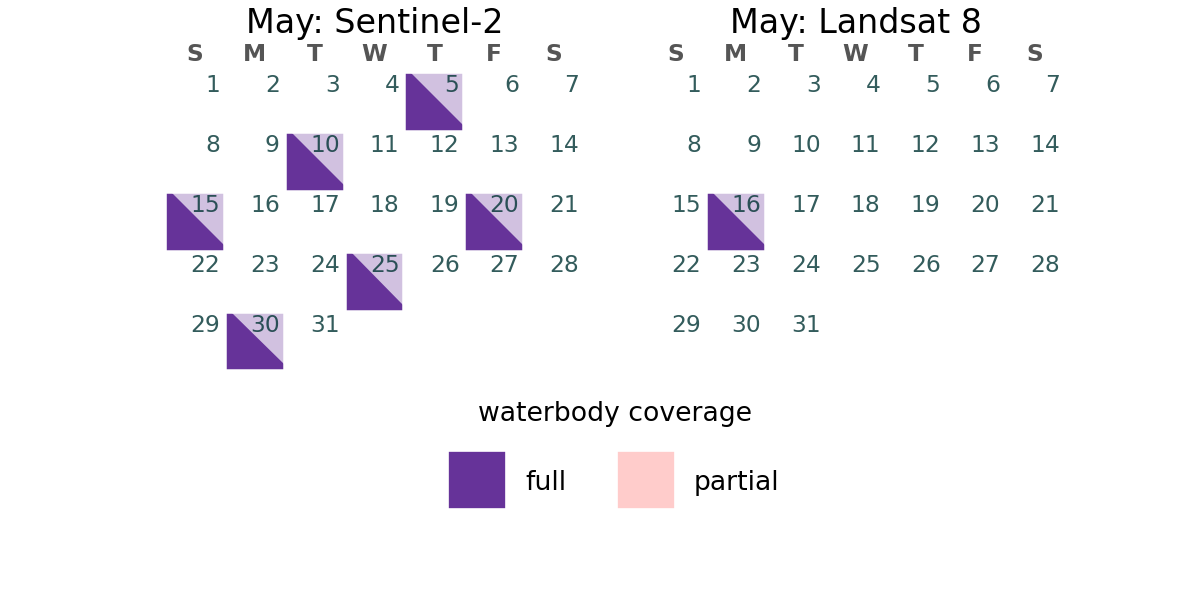 May: Sentinel-2
S M T W T F S
1 2 3 4 5 6 7
8 9 10 11 12 13 14
15 16 17 18 19 20 21
22 23 24 25 26 27 28
29 30 31
May: Landsat 8
S M T W T F S
1 2 3 4 5 6 7
8 9 10 11 12 13 14
15 16 17 18 19 20 21
22 23 24 25 26 27 28
29 30 31
waterbody coverage
full
partial